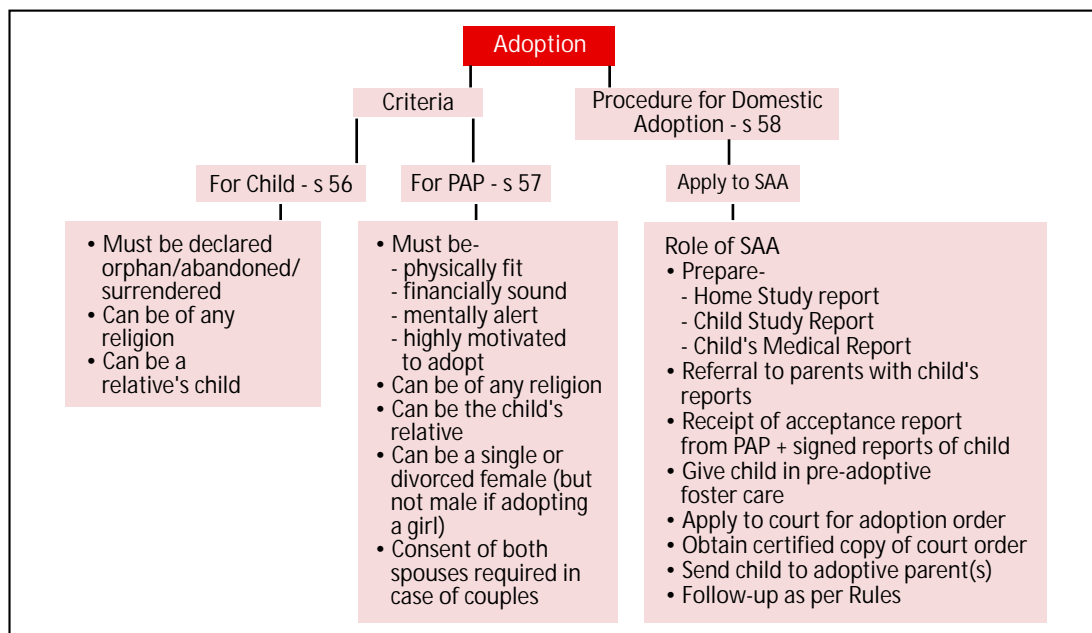 Adoption
Criteria
Procedure for Domestic
Adoption - s 58
For Child - s 56
For PAP - s 57
Apply to SAA
• Must be declared
orphan/abandoned/
surrendered
• Can be of any
religion
• Can be a
relative's child
• Must be-
- physically fit
- financially sound
- mentally alert
- highly motivated
to adopt
• Can be of any religion
• Can be the child's
relative
• Can be a single or
divorced female (but
not male if adopting
a girl)
• Consent of both
spouses required in
case of couples
Role of SAA
• Prepare-
- Home Study report
- Child Study Report
- Child's Medical Report
• Referral to parents with child's
reports
• Receipt of acceptance report
from PAP + signed reports of child
• Give child in pre-adoptive
foster care
• Apply to court for adoption order
• Obtain certified copy of court order
• Send child to adoptive parent(s)
• Follow-up as per Rules